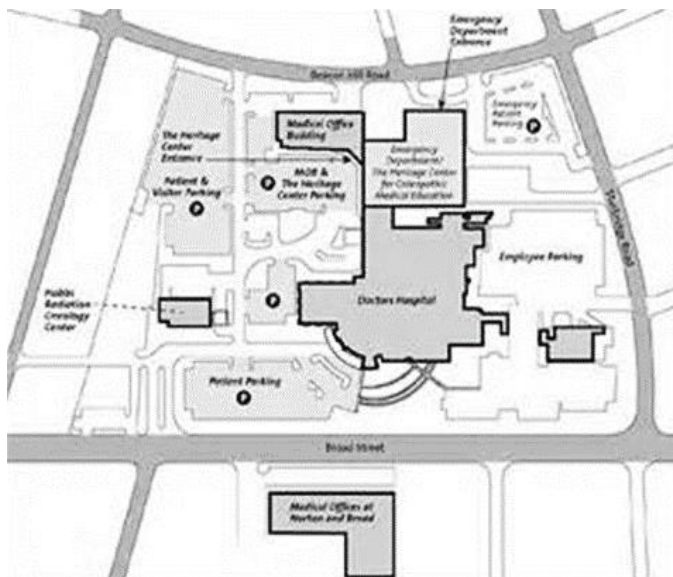 Emergency
Department
Entrance
Beacon Hill Road
Medical Office
Building
Emergency
Patient
Parking
P
The Heritage
Center
Entrance
Emergency
Department/
The Heritage Center
for Osteopathic
Medical Education
Patient &
Visitor Parking
P
P
MOB &
The Heritage
Center Parking
Road
Employee Parking
Doctors Hospital
Radiation
Oncology
Center
P
Patient Parking
P
Broad Street
Medical Offices at
Norton and Broad